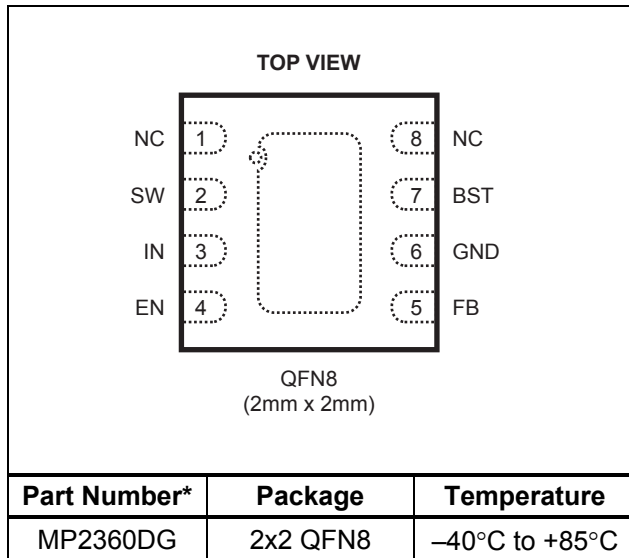 TOP VIEW
NC 1 8 NC
SW 2 7 BST
IN 3 6 GND
EN 4 5 FB
QFN8
(2mm x 2mm)
Part Number* Package Temperature
MP2360DG 2x2 QFN8 –40°C to +85°C